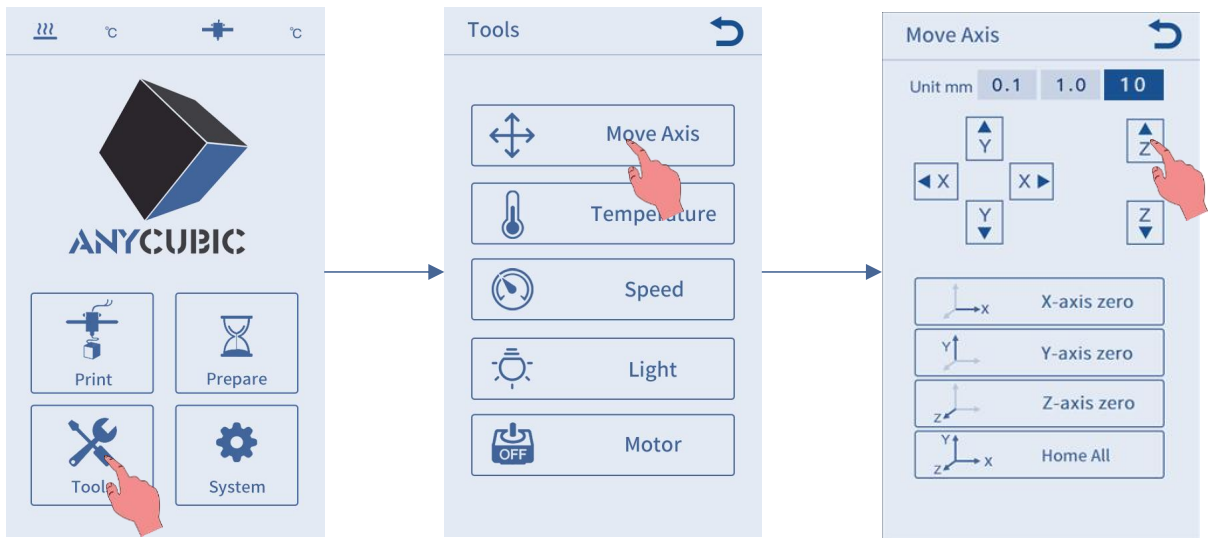 ℃ ℃
ANYCUBIC
Print Prepare
Tools System
Tools
Move Axis
Temperature
Speed
Light
OFF Motor
Move Axis
Unit mm 0.1 1.0 10
Y Z
X X
Y Z
X X-axis zero
Y Y-axis zero
Z Z-axis zero
Y X Z Home All